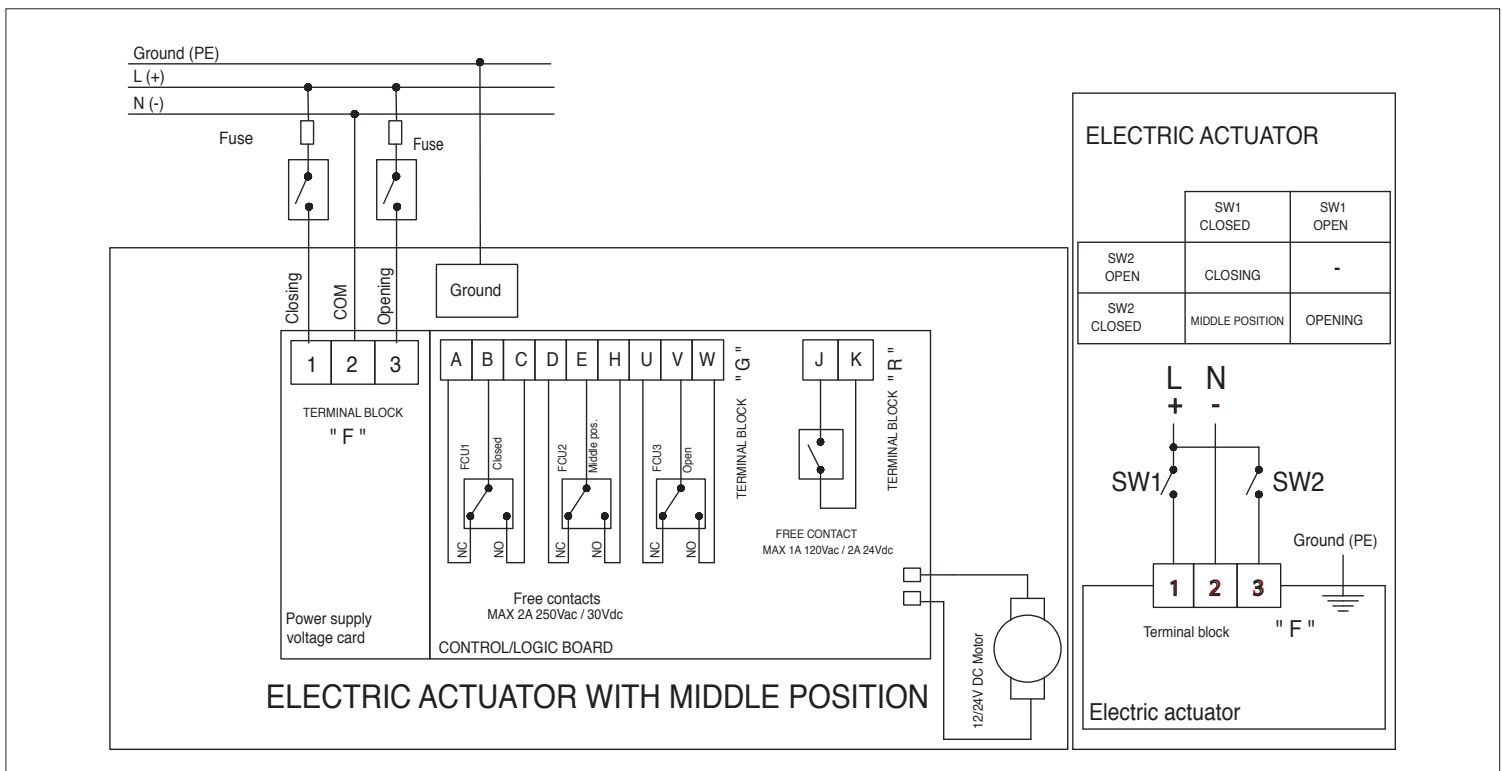 Ground (PE)
L (+)
N (-)
Fuse
Fuse
Closing
COM
Opening
Ground
1 2 3
TERMINAL BLOCK
" F "
A B C D E H U V W
TERMINAL BLOCK " G "
J K
TERMINAL BLOCK " R "
FCU1
Closed
FCU2
Middle pos.
FCU3
Open
NC
NO
NC
NO
NC
NO
FREE CONTACT
MAX 1A 120Vac / 2A 24Vdc
Free contacts
MAX 2A 250Vac / 30Vdc
Power supply
voltage card
CONTROL/LOGIC BOARD
12/24V DC Motor
ELECTRIC ACTUATOR WITH MIDDLE POSITION
ELECTRIC ACTUATOR
SW1
CLOSED
SW1
OPEN
SW2
OPEN
CLOSING
-
SW2
CLOSED
MIDDLE POSITION
OPENING
L N
+ -
SW1
SW2
Ground (PE)
1 2 3
Terminal block
" F "
Electric actuator